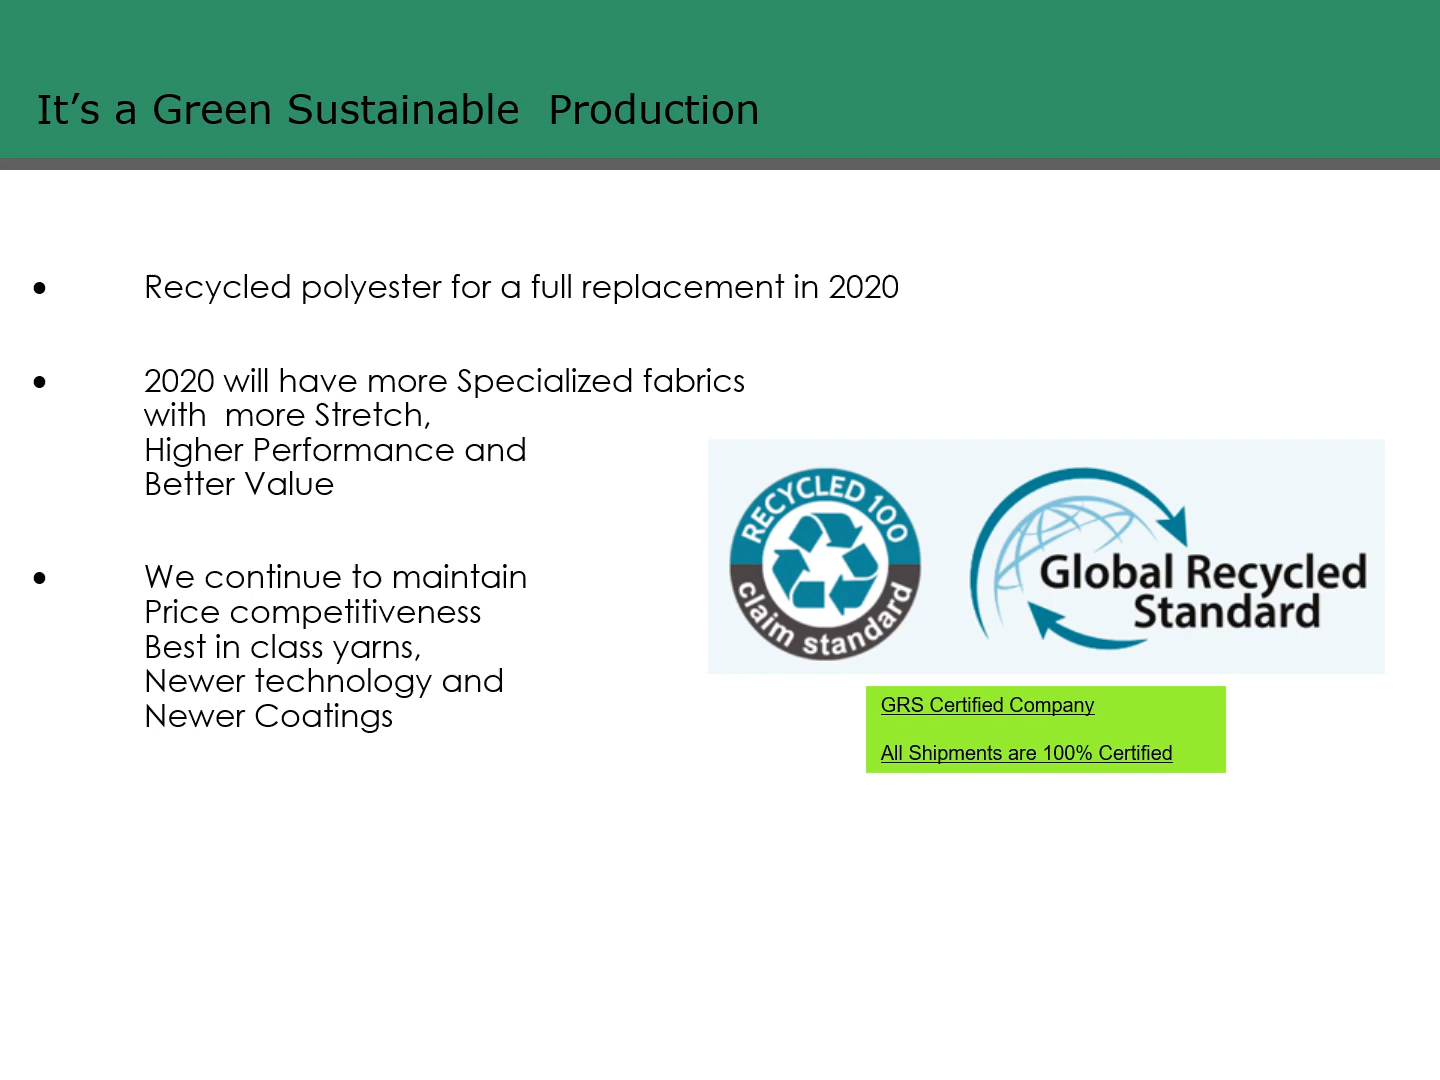 It’s a Green Sustainable  Production
• Recycled polyester for a full replacement in 2020
• 2020 will have more Specialized fabrics
with  more Stretch,
Higher Performance and
Better Value
• We continue to maintain
Price competitiveness
Best in class yarns,
Newer technology and
Newer Coatings
RECYCLED 100
claim standard
Global Recycled
Standard
GRS Certified Company
All Shipments are 100% Certified